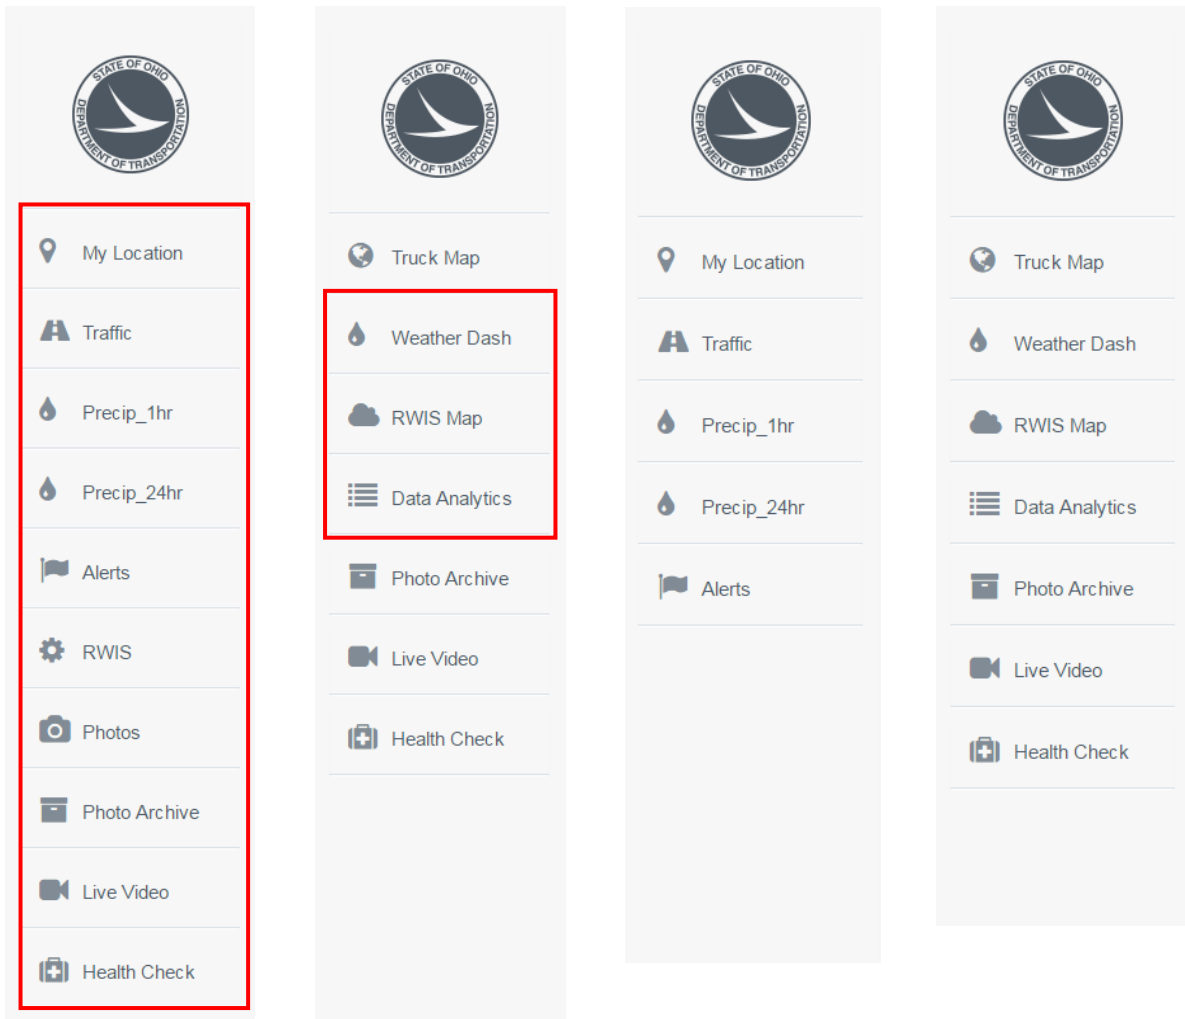 STATE OF OHIO
DEPARTMENT OF TRANSPORTATION
My Location
Traffic
Precip_1hr
Precip_24hr
Alerts
RWIS
Photos
Photo Archive
Live Video
Health Check
STATE OF OHIO
DEPARTMENT OF TRANSPORTATION
Truck Map
Weather Dash
RWIS Map
Data Analytics
Photo Archive
Live Video
Health Check
STATE OF OHIO
DEPARTMENT OF TRANSPORTATION
My Location
Traffic
Precip_1hr
Precip_24hr
Alerts
STATE OF OHIO
DEPARTMENT OF TRANSPORTATION
Truck Map
Weather Dash
RWIS Map
Data Analytics
Photo Archive
Live Video
Health Check